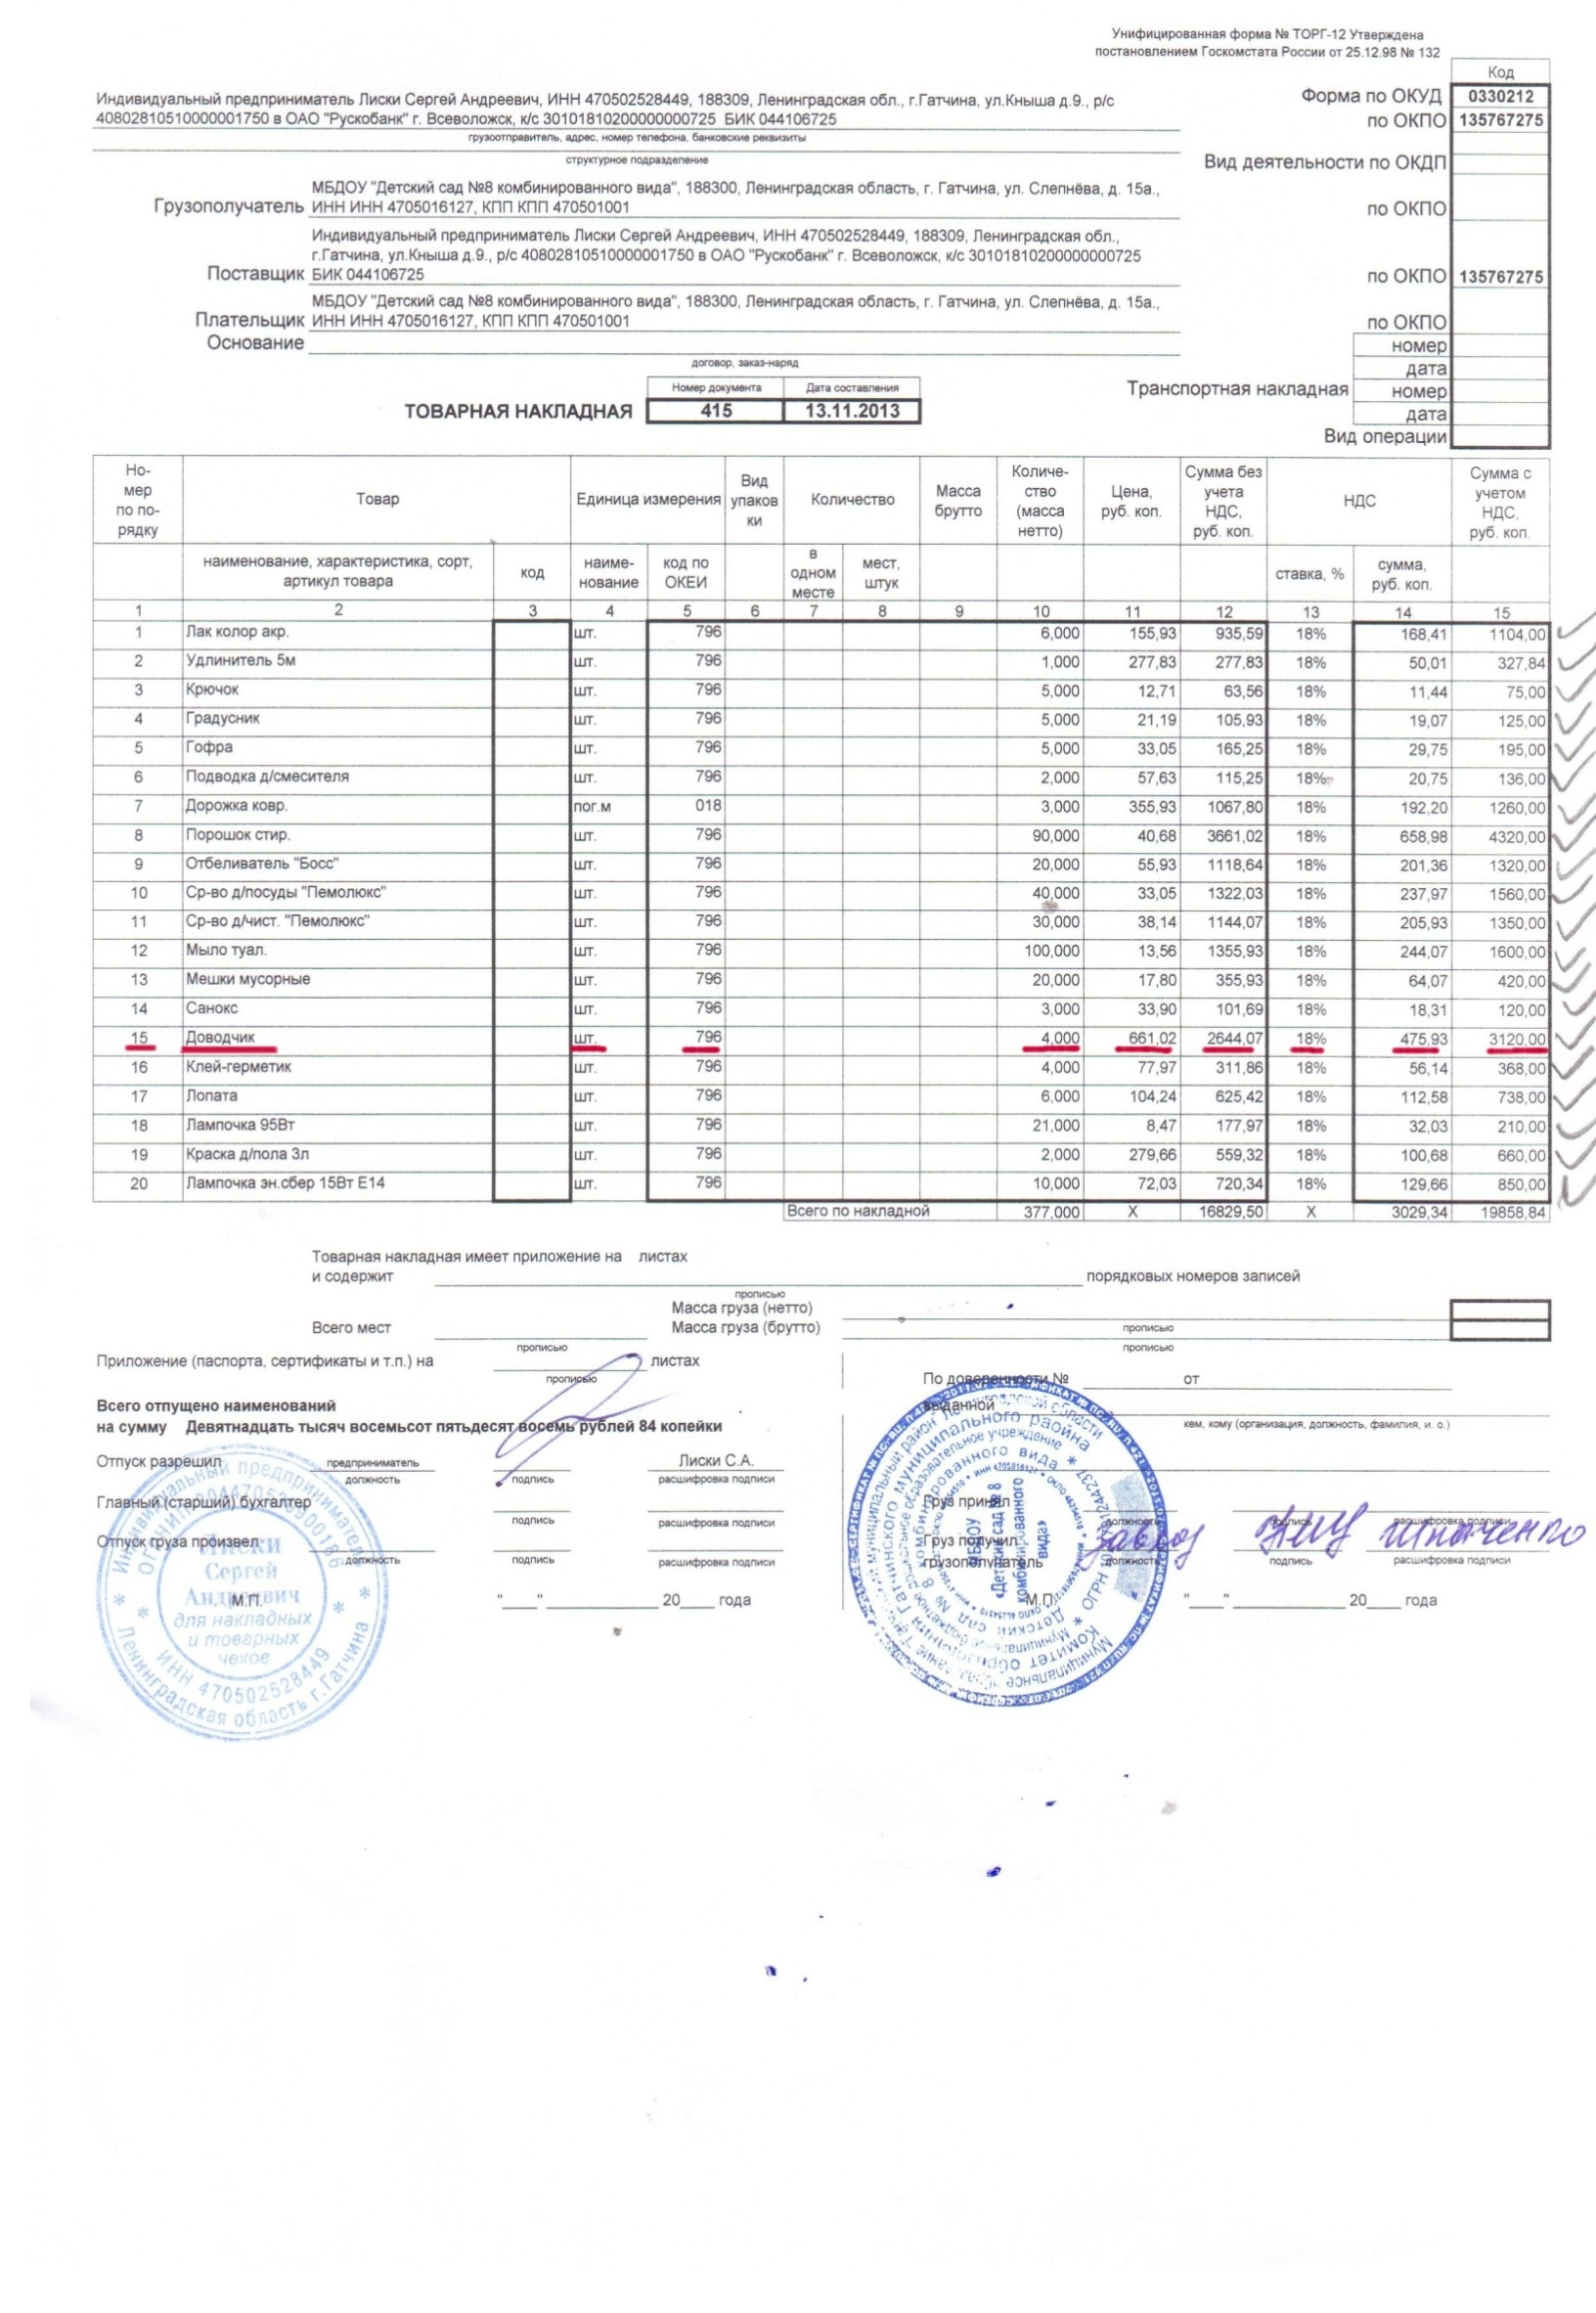 Унифицированная форма № ТОРГ-12 Утверждена
постановлением Госкомстата России от 25.12.98 № 132
Код
Форма по ОКУД 0330212
Индивидуальный предприниматель Лиски Сергей Андреевич, ИНН 470502528449, 188309, Ленинградская обл., г.Гатчина, ул.Кныша д.9., р/с
40802810510000001750 в ОАО "Рускобанк" г. Всеволожск, к/с 30101810200000000725 БИК 044106725
по ОКПО 135767275
грузоотправитель, адрес, номер телефона, банковские реквизиты
структурное подразделение
Вид деятельности по ОКДП
МБДОУ "Детский сад №8 комбинированного вида", 188300, Ленинградская область, г. Гатчина, ул. Слепнёва, д. 15а.,
Грузополучатель ИНН ИНН 4705016127, КПП КПП 470501001
по ОКПО
Индивидуальный предприниматель Лиски Сергей Андреевич, ИНН 470502528449, 188309, Ленинградская обл.,
г.Гатчина, ул.Кныша д.9., р/с 40802810510000001750 в ОАО "Рускобанк" г. Всеволожск, к/с 30101810200000000725
Поставщик БИК 044106725
по ОКПО 135767275
МБДОУ "Детский сад №8 комбинированного вида", 188300, Ленинградская область, г. Гатчина, ул. Слепнёва, д. 15а.,
Плательщик ИНН ИНН 4705016127, КПП КПП 470501001
по ОКПО
Основание
договор, заказ-наряд
номер
дата
Транспортная накладная номер
дата
Вид операции
Номер документа Дата составления
ТОВАРНАЯ НАКЛАДНАЯ 415 13.11.2013
Но-
мер
по по-
рядку
Товар
Единица измерения
Вид
упаков
ки
Количество
Масса
брутто
Количе-
ство
(масса
нетто)
Цена,
руб. коп.
Сумма без
учета
НДС,
руб. коп.
НДС
Сумма с
учетом
НДС,
руб. коп.
наименование, характеристика, сорт,
артикул товара
код
наиме-
нование
код по
ОКЕИ
в
одном
месте
мест,
штук
ставка, %
сумма,
руб. коп.
1 2 3 4 5 6 7 8 9 10 11 12 13 14 15
1 Лак колор акр. шт. 796 6,000 155,93 935,59 18% 168,41 1104,00
2 Удлинитель 5м шт. 796 1,000 277,83 277,83 18% 50,01 327,84
3 Крючок шт. 796 5,000 12,71 63,56 18% 11,44 75,00
4 Градусник шт. 796 5,000 21,19 105,93 18% 19,07 125,00
5 Гофра шт. 796 5,000 33,05 165,25 18% 29,75 195,00
6 Подводка д/смесителя шт. 796 2,000 57,63 115,25 18% 20,75 136,00
7 Дорожка ковр. пог.м 018 3,000 355,93 1067,80 18% 192,20 1260,00
8 Порошок стир. шт. 796 90,000 40,68 3661,02 18% 658,98 4320,00
9 Отбеливатель "Босс" шт. 796 20,000 55,93 1118,64 18% 201,36 1320,00
10 Ср-во д/посуды "Пемолюкс" шт. 796 40,000 33,05 1322,03 18% 237,97 1560,00
11 Ср-во д/чист. "Пемолюкс" шт. 796 30,000 38,14 1144,07 18% 205,93 1350,00
12 Мыло туал. шт. 796 100,000 13,56 1355,93 18% 244,07 1600,00
13 Мешки мусорные шт. 796 20,000 17,80 355,93 18% 64,07 420,00
14 Санокс шт. 796 3,000 33,90 101,69 18% 18,31 120,00
15 Доводчик шт. 796 4,000 661,02 2644,07 18% 475,93 3120,00
16 Клей-герметик шт. 796 4,000 77,97 311,86 18% 56,14 368,00
17 Лопата шт. 796 6,000 104,24 625,42 18% 112,58 738,00
18 Лампочка 95Вт шт. 796 21,000 8,47 177,97 18% 32,03 210,00
19 Краска д/пола 3л шт. 796 2,000 279,66 559,32 18% 100,68 660,00
20 Лампочка эн.сбер 15Вт Е14 шт. 796 10,000 72,03 720,34 18% 129,66 850,00
Всего по накладной 377,000 X 16829,50 X 3029,34 19858,84
Товарная накладная имеет приложение на листах
и содержит порядковых номеров записей
прописью
Масса груза (нетто)
Всего мест Масса груза (брутто) прописью
прописью прописью
Приложение (паспорта, сертификаты и т.п.) на листах
прописью
По доверенности № от
Всего отпущено наименований
выданной
на сумму Девятнадцать тысяч восемьсот пятьдесят восемь рублей 84 копейки
кем, кому (организация, должность, фамилия, и. о.)
Отпуск разрешил предприниматель Лиски С.А.
должность подпись расшифровка подписи
Главный (старший) бухгалтер
подпись расшифровка подписи
Груз принял
должность подпись расшифровка подписи
Отпуск груза произвел
должность подпись расшифровка подписи
Груз получил
грузополучатель
завхоз Игнатченко
должность подпись расшифровка подписи
М.П. "___" 20___ года
М.П. "___" 20___ года
Индивидуальный предприниматель
Лиски
Сергей
Андреевич
для накладных
и товарных
чеков
ИНН 470502528449
Ленинградская область г.Гатчина
МБДОУ
«Детский сад № 8
комбинированного
вида»